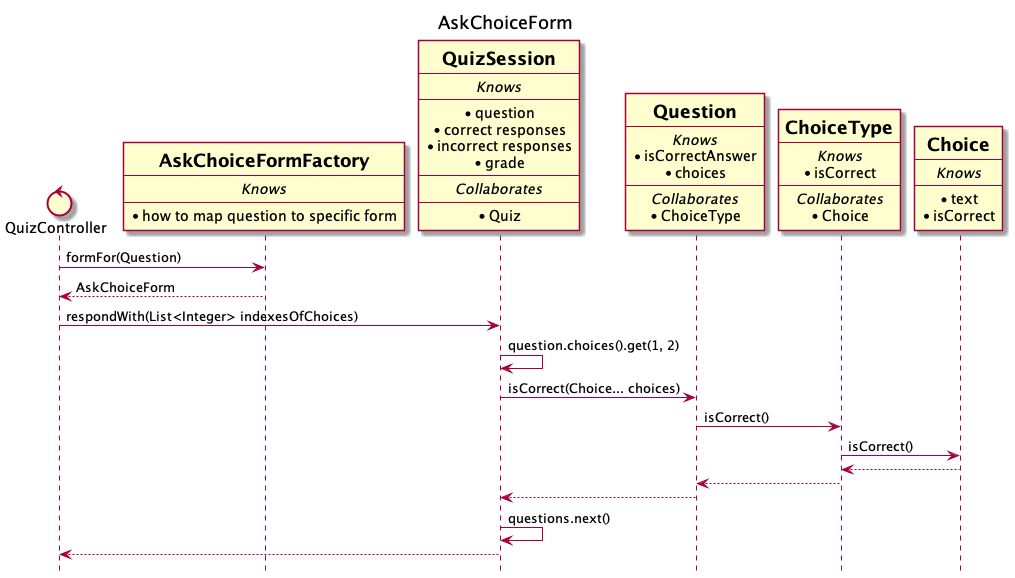 AskChoiceForm
QuizController
AskChoiceFormFactory
Knows
• how to map question to specific form
QuizSession
Knows
• question
• correct responses
• incorrect responses
• grade
Collaborates
• Quiz
Question
Knows
• isCorrectAnswer
• choices
Collaborates
• ChoiceType
ChoiceType
Knows
• isCorrect
Collaborates
• Choice
Choice
Knows
• text
• isCorrect
formFor(Question)
AskChoiceForm
respondWith(List<Integer> indexesOfChoices)
question.choices().get(1, 2)
isCorrect(Choice... choices)
isCorrect()
isCorrect()
questions.next()